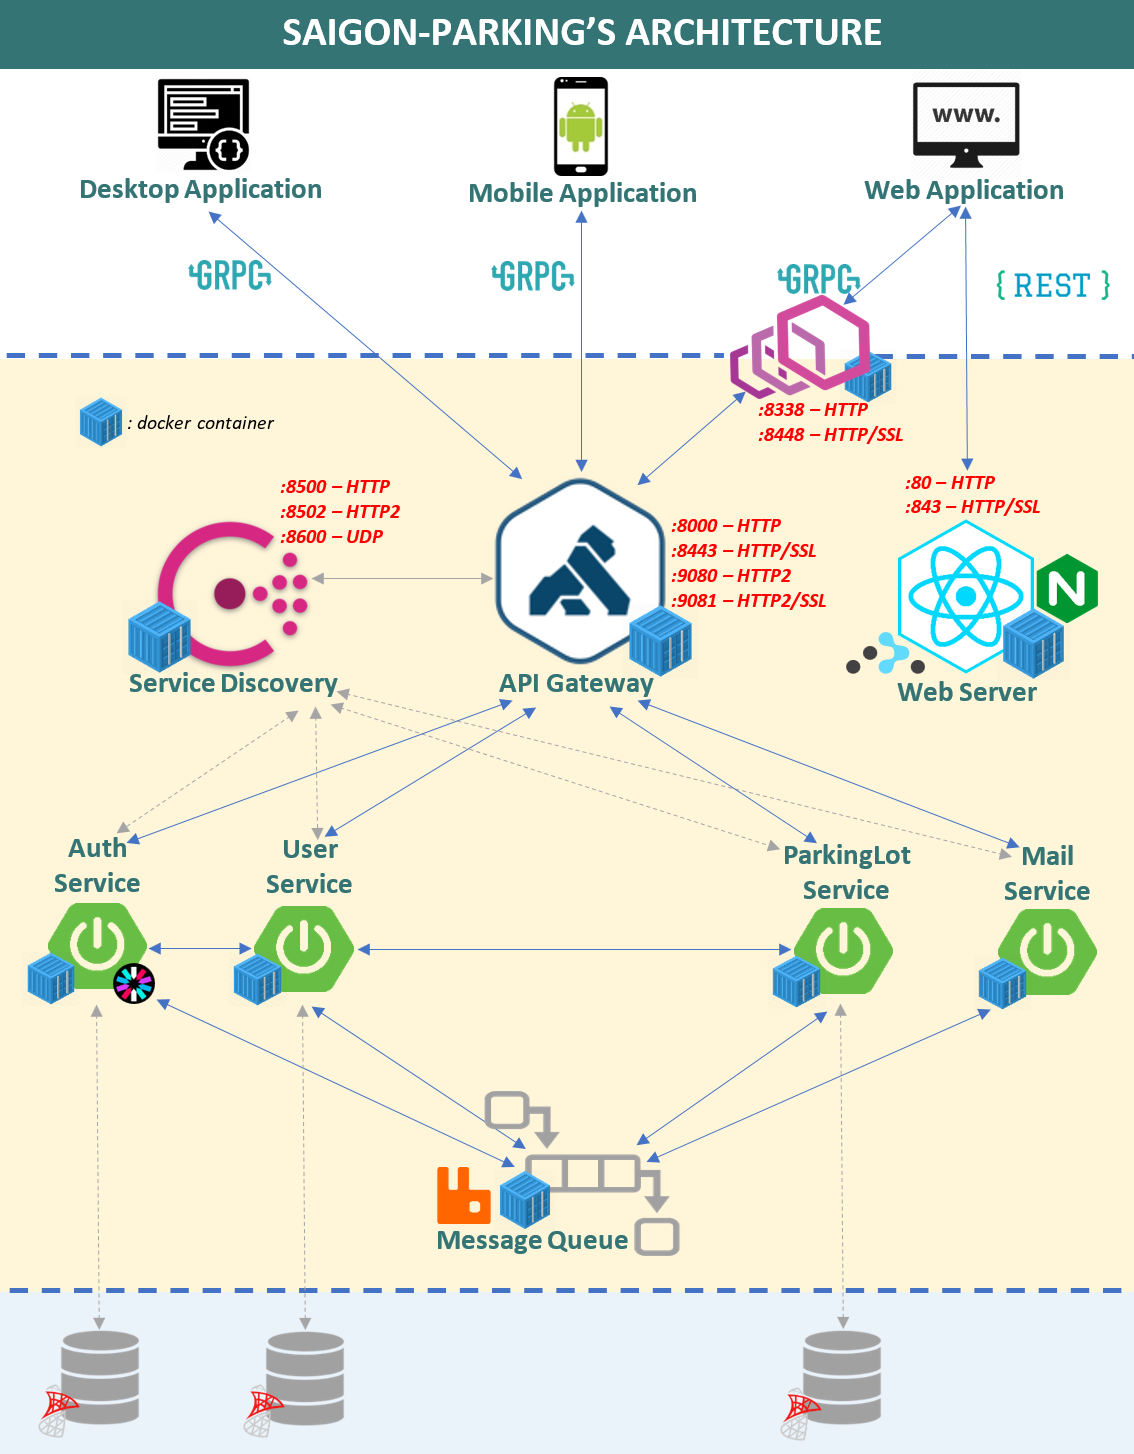 SAIGON-PARKING'S ARCHITECTURE
{}
www.
Desktop Application
Mobile Application
Web Application
GRPC
GRPC
GRPC
{ REST }
: docker container
:8338 – HTTP
:8448 – HTTP/SSL
:8500 – HTTP
:8502 – HTTP2
:8600 – UDP
:80 – HTTP
:843 – HTTP/SSL
:8000 – HTTP
:8443 – HTTP/SSL
:9080 – HTTP2
:9081 – HTTP2/SSL
N
Service Discovery
API Gateway
Web Server
Auth
Service
User
Service
ParkingLot
Service
Mail
Service
Message Queue